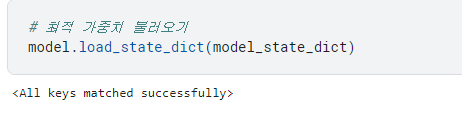 # 최적 가중치 불러오기
model.load_state_dict(model_state_dict)
<All keys matched successfully>